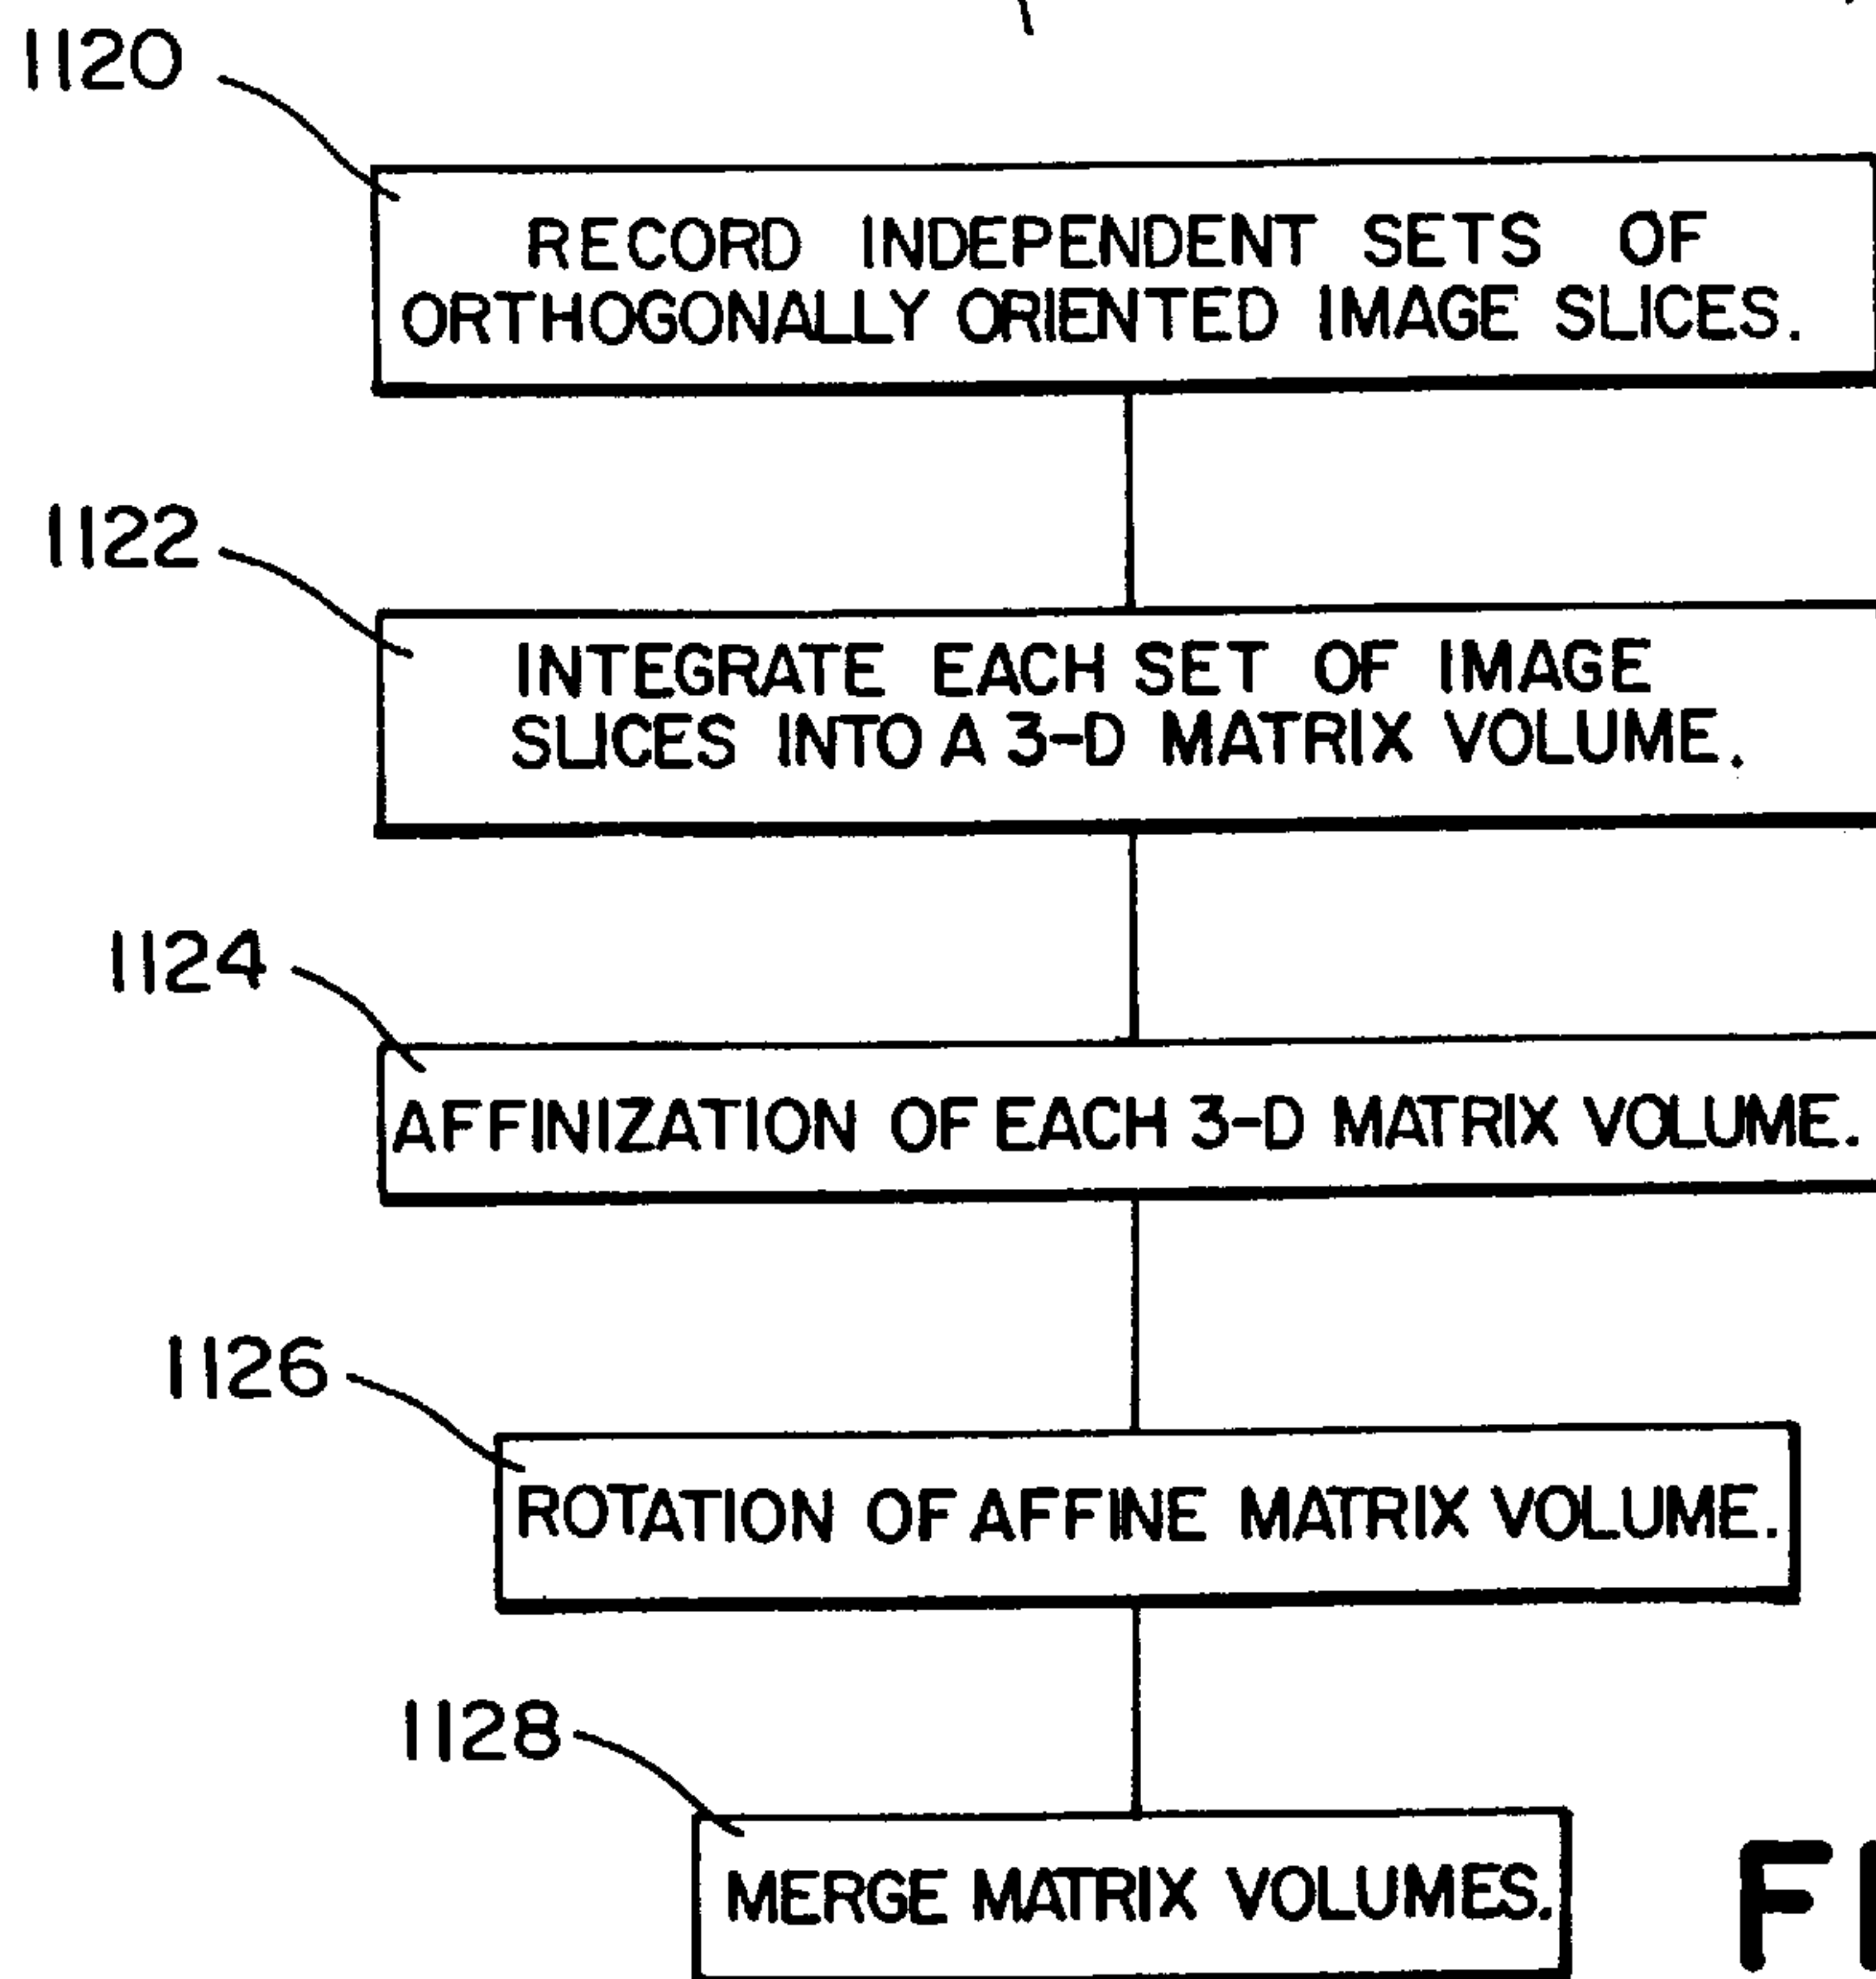 1120
RECORD INDEPENDENT SETS OF
ORTHOGONALLY ORIENTED IMAGE SLICES.
1122
INTEGRATE EACH SET OF IMAGE
SLICES INTO A 3-D MATRIX VOLUME.
1124
AFFINIZATION OF EACH 3-D MATRIX VOLUME.
1126
ROTATION OF AFFINE MATRIX VOLUME.
1128
MERGE MATRIX VOLUMES.